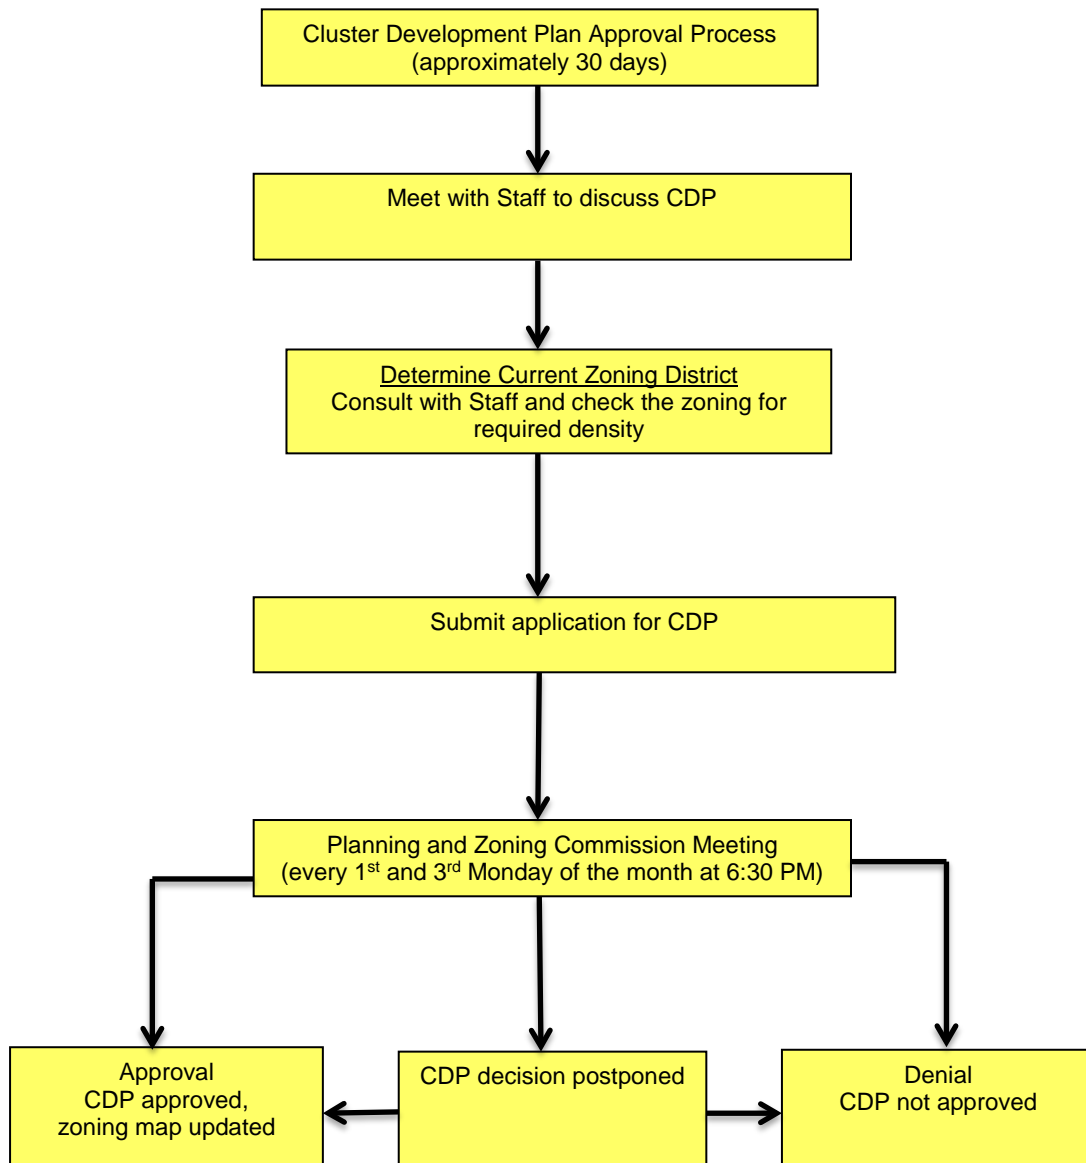 Cluster Development Plan Approval Process
(approximately 30 days)
Meet with Staff to discuss CDP
Determine Current Zoning District
Consult with Staff and check the zoning for
required density
Submit application for CDP
Planning and Zoning Commission Meeting
(every 1st and 3rd Monday of the month at 6:30 PM)
Approval
CDP approved,
zoning map updated
CDP decision postponed
Denial
CDP not approved